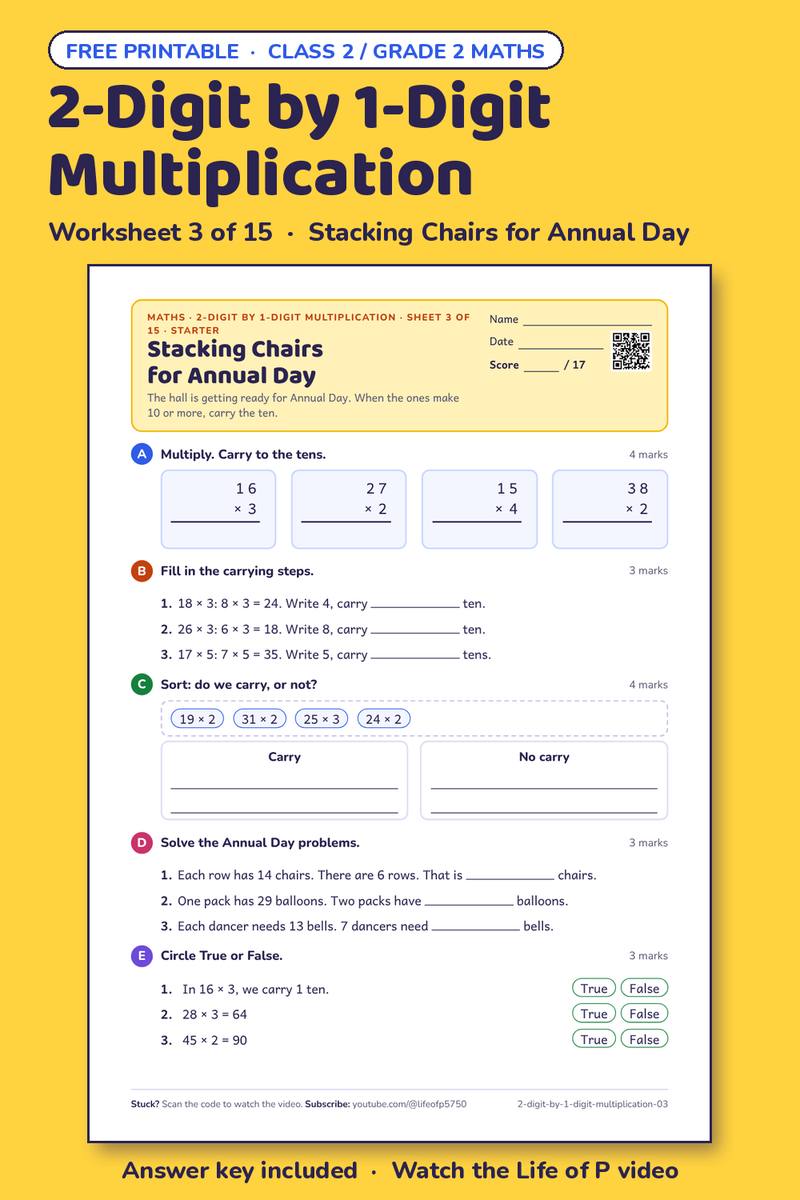 FREE PRINTABLE · CLASS 2 / GRADE 2 MATHS
2-Digit by 1-Digit
Multiplication
Worksheet 3 of 15 · Stacking Chairs for Annual Day
MATHS · 2-DIGIT BY 1-DIGIT MULTIPLICATION · SHEET 3 OF
15 · STARTER
Stacking Chairs
for Annual Day
The hall is getting ready for Annual Day. When the ones make
10 or more, carry the ten.
Name
Date
Score ______ / 17
A Multiply. Carry to the tens. 4 marks
16 27 15 38
× 3 × 2 × 4 × 2
B Fill in the carrying steps. 3 marks
1. 18 × 3: 8 × 3 = 24. Write 4, carry ______ ten.
2. 26 × 3: 6 × 3 = 18. Write 8, carry ______ ten.
3. 17 × 5: 7 × 5 = 35. Write 5, carry ______ tens.
C Sort: do we carry, or not? 4 marks
19 × 2 31 × 2 25 × 3 24 × 2
Carry No carry
D Solve the Annual Day problems. 3 marks
1. Each row has 14 chairs. There are 6 rows. That is ______ chairs.
2. One pack has 29 balloons. Two packs have ______ balloons.
3. Each dancer needs 13 bells. 7 dancers need ______ bells.
E Circle True or False. 3 marks
1. In 16 × 3, we carry 1 ten. True False
2. 28 × 3 = 64 True False
3. 45 × 2 = 90 True False
Stuck? Scan the code to watch the video. Subscribe: youtube.com/@lifeofp5750 2-digit-by-1-digit-multiplication-03
Answer key included · Watch the Life of P video